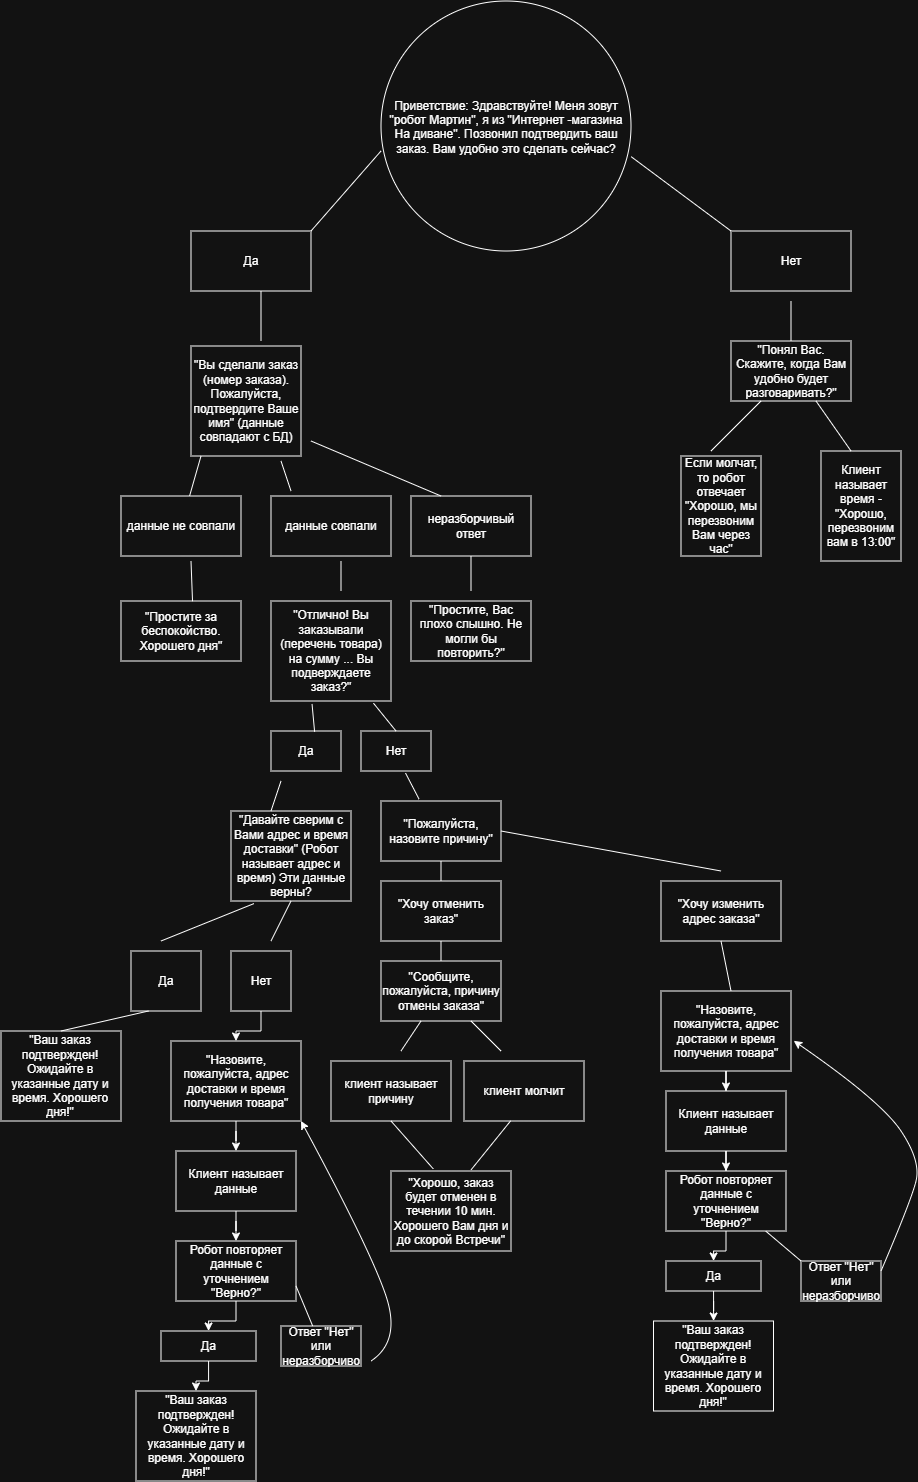 Приветствие: Здравствуйте! Меня зовут
"робот Мартин", я из "Интернет -магазина
На диване". Позвонил подтвердить ваш
заказ. Вам удобно это сделать сейчас?
Да
Нет
"Вы сделали заказ
(номер заказа).
Пожалуйста,
подтвердите Ваше
имя" (данные
совпадают с БД)
"Понял Вас.
Скажите, когда Вам
удобно будет
разговаривать?"
Если молчат,
то робот
отвечает
"Хорошо, мы
перезвоним
Вам через
час"
Клиент
называет
время -
"Хорошо,
перезвоним
вам в 13:00"
данные не совпали
данные совпали
неразборчивый
ответ
"Простите за
беспокойство.
Хорошего дня"
"Отлично! Вы
заказывали
(перечень товара)
на сумму ... Вы
подверждаете
заказ?"
"Простите, Вас
плохо слышно. Не
могли бы
повторить?"
Да
Нет
"Давайте сверим с
Вами адрес и время
доставки" (Робот
называет адрес и
время) Эти данные
верны?
"Пожалуйста,
назовите причину"
"Хочу отменить
заказ"
"Хочу изменить
адрес заказа"
Да
Нет
"Сообщите,
пожалуйста, причину
отмены заказа"
"Назовите,
пожалуйста, адрес
доставки и время
получения товара"
"Ваш заказ
подтвержден!
Ожидайте в
указанные дату и
время. Хорошего
дня!"
"Назовите,
пожалуйста, адрес
доставки и время
получения товара"
клиент называет
причину
клиент молчит
Клиент называет
данные
Клиент называет
данные
"Хорошо, заказ
будет отменен в
течении 10 мин.
Хорошего Вам дня и
до скорой Встречи"
Робот повторяет
данные с
уточнением
"Верно?"
Робот повторяет
данные с
уточнением
"Верно?"
Да
Ответ "Нет"
или
неразборчиво
Да
Ответ "Нет"
или
неразборчиво
"Ваш заказ
подтвержден!
Ожидайте в
указанные дату и
время. Хорошего
дня!"
"Ваш заказ
подтвержден!
Ожидайте в
указанные дату и
время. Хорошего
дня!"